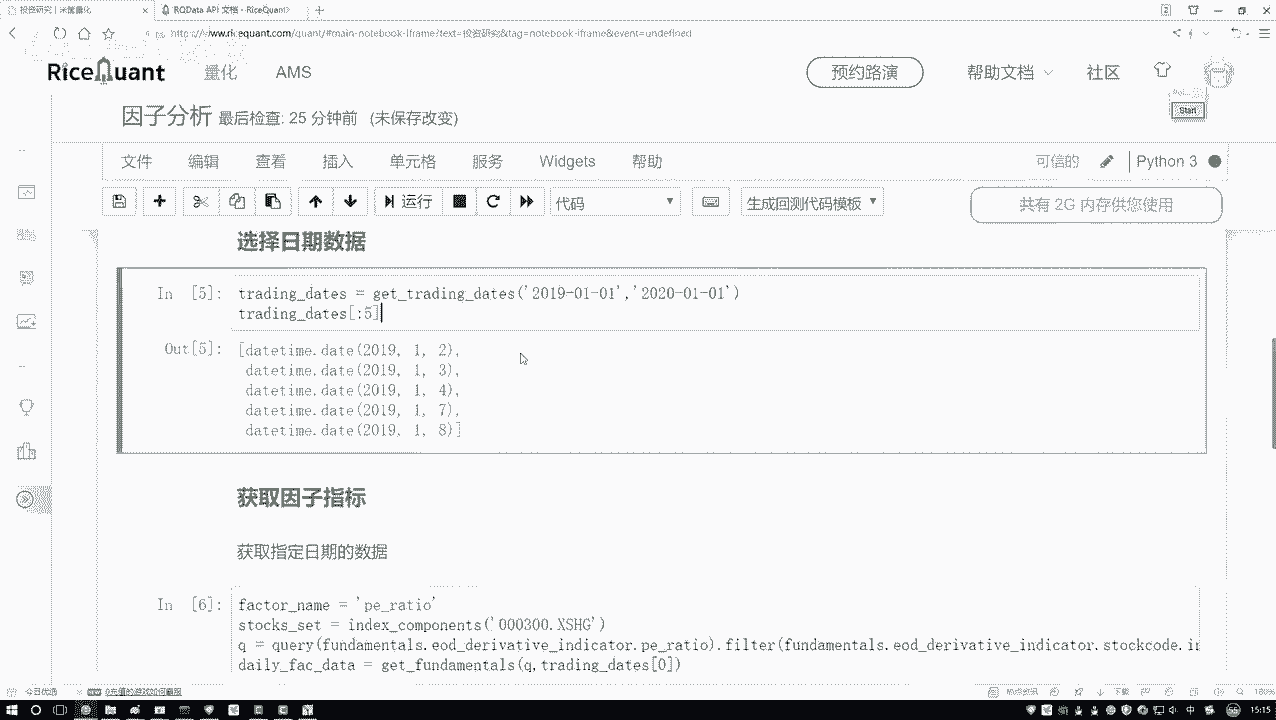 投资研究 | 米筐量化
RQData API 文档 - RiceQuant
www.ricequant.com/quant/#main-notebook-iframe?text=投资研究&tag=notebook-iframe&event=undefined
RiceQuant
量化
AMS
预约路演
帮助文档
社区
因子分析 最后检查: 25 分钟前 (未保存改变)
Start
文件 编辑 查看 插入 单元格 服务 Widgets 帮助
可信的
Python 3
运行
代码
生成回测代码模板
共有 2G 内存供您使用
选择日期数据
In [5]: trading_dates = get_trading_dates('2019-01-01','2020-01-01')
trading_dates[:5]
Out[5]: [datetime.date(2019, 1, 2),
datetime.date(2019, 1, 3),
datetime.date(2019, 1, 4),
datetime.date(2019, 1, 7),
datetime.date(2019, 1, 8)]
获取因子指标
获取指定日期的数据
In [6]: factor_name = 'pe_ratio'
stocks_set = index_components('000300.XSHG')
q = query(fundamentals.eod_derivative_indicator.pe_ratio).filter(fundamentals.eod_derivative_indicator.stockcode.in
daily_fac_data = get_fundamentals(q,trading_dates[0])
今日优选
下载
180%
中
15:15